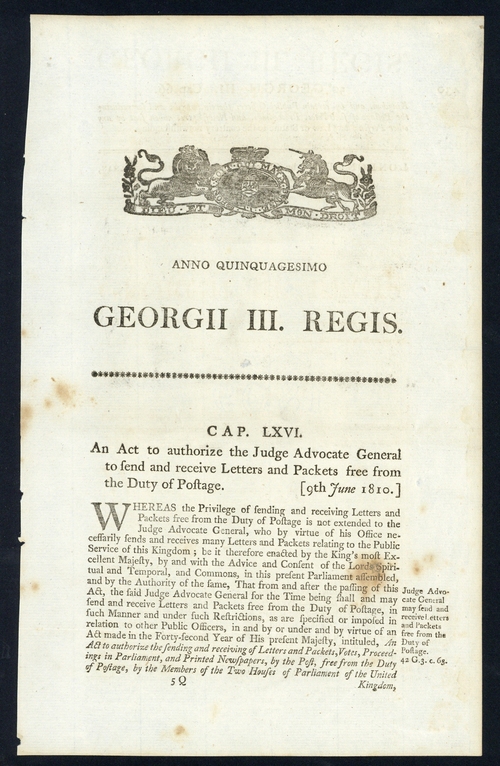 DIEU · ET MON · DROIT
ANNO QUINQUAGESIMO
GEORGII III. REGIS.
CAP. LXVI.
An Act to authorize the Judge Advocate General
to ſend and receive Letters and Packets free from
the Duty of Poſtage. [9th June 1810.]
WHEREAS the Privilege of ſending and receiving Letters and
Packets free from the Duty of Poſtage is not extended to the
Judge Advocate General, who by virtue of his Office ne-
ceſſarily ſends and receives many Letters and Packets relating to the Public
Service of this Kingdom; be it therefore enacted by the King's moſt Ex-
cellent Majeſty, by and with the Advice and Conſent of the Lords Spiri-
tual and Temporal, and Commons, in this preſent Parliament aſſembled,
and by the Authority of the ſame, That from and after the paſſing of this
Act, the ſaid Judge Advocate General for the Time being ſhall and may
ſend and receive Letters and Packets free from the Duty of Poſtage, in
ſuch Manner and under ſuch Reſtrictions, as are ſpecified or impoſed in
relation to other Public Officers, in and by or under and by virtue of an
Act made in the Forty-ſecond Year of His preſent Majeſty, intituled, An
Act to authorize the ſending and receiving of Letters and Packets, Votes, Proceed-
ings in Parliament, and Printed Newſpapers, by the Poſt, free from the Duty
of Poſtage, by the Members of the Two Houſes of Parliament of the United
5 Q Kingdom,
Judge Advo-
cate General
may ſend and
receive Letters
and Packets
free from the
Duty of
Poſtage.
42 G. 3. c. 63.